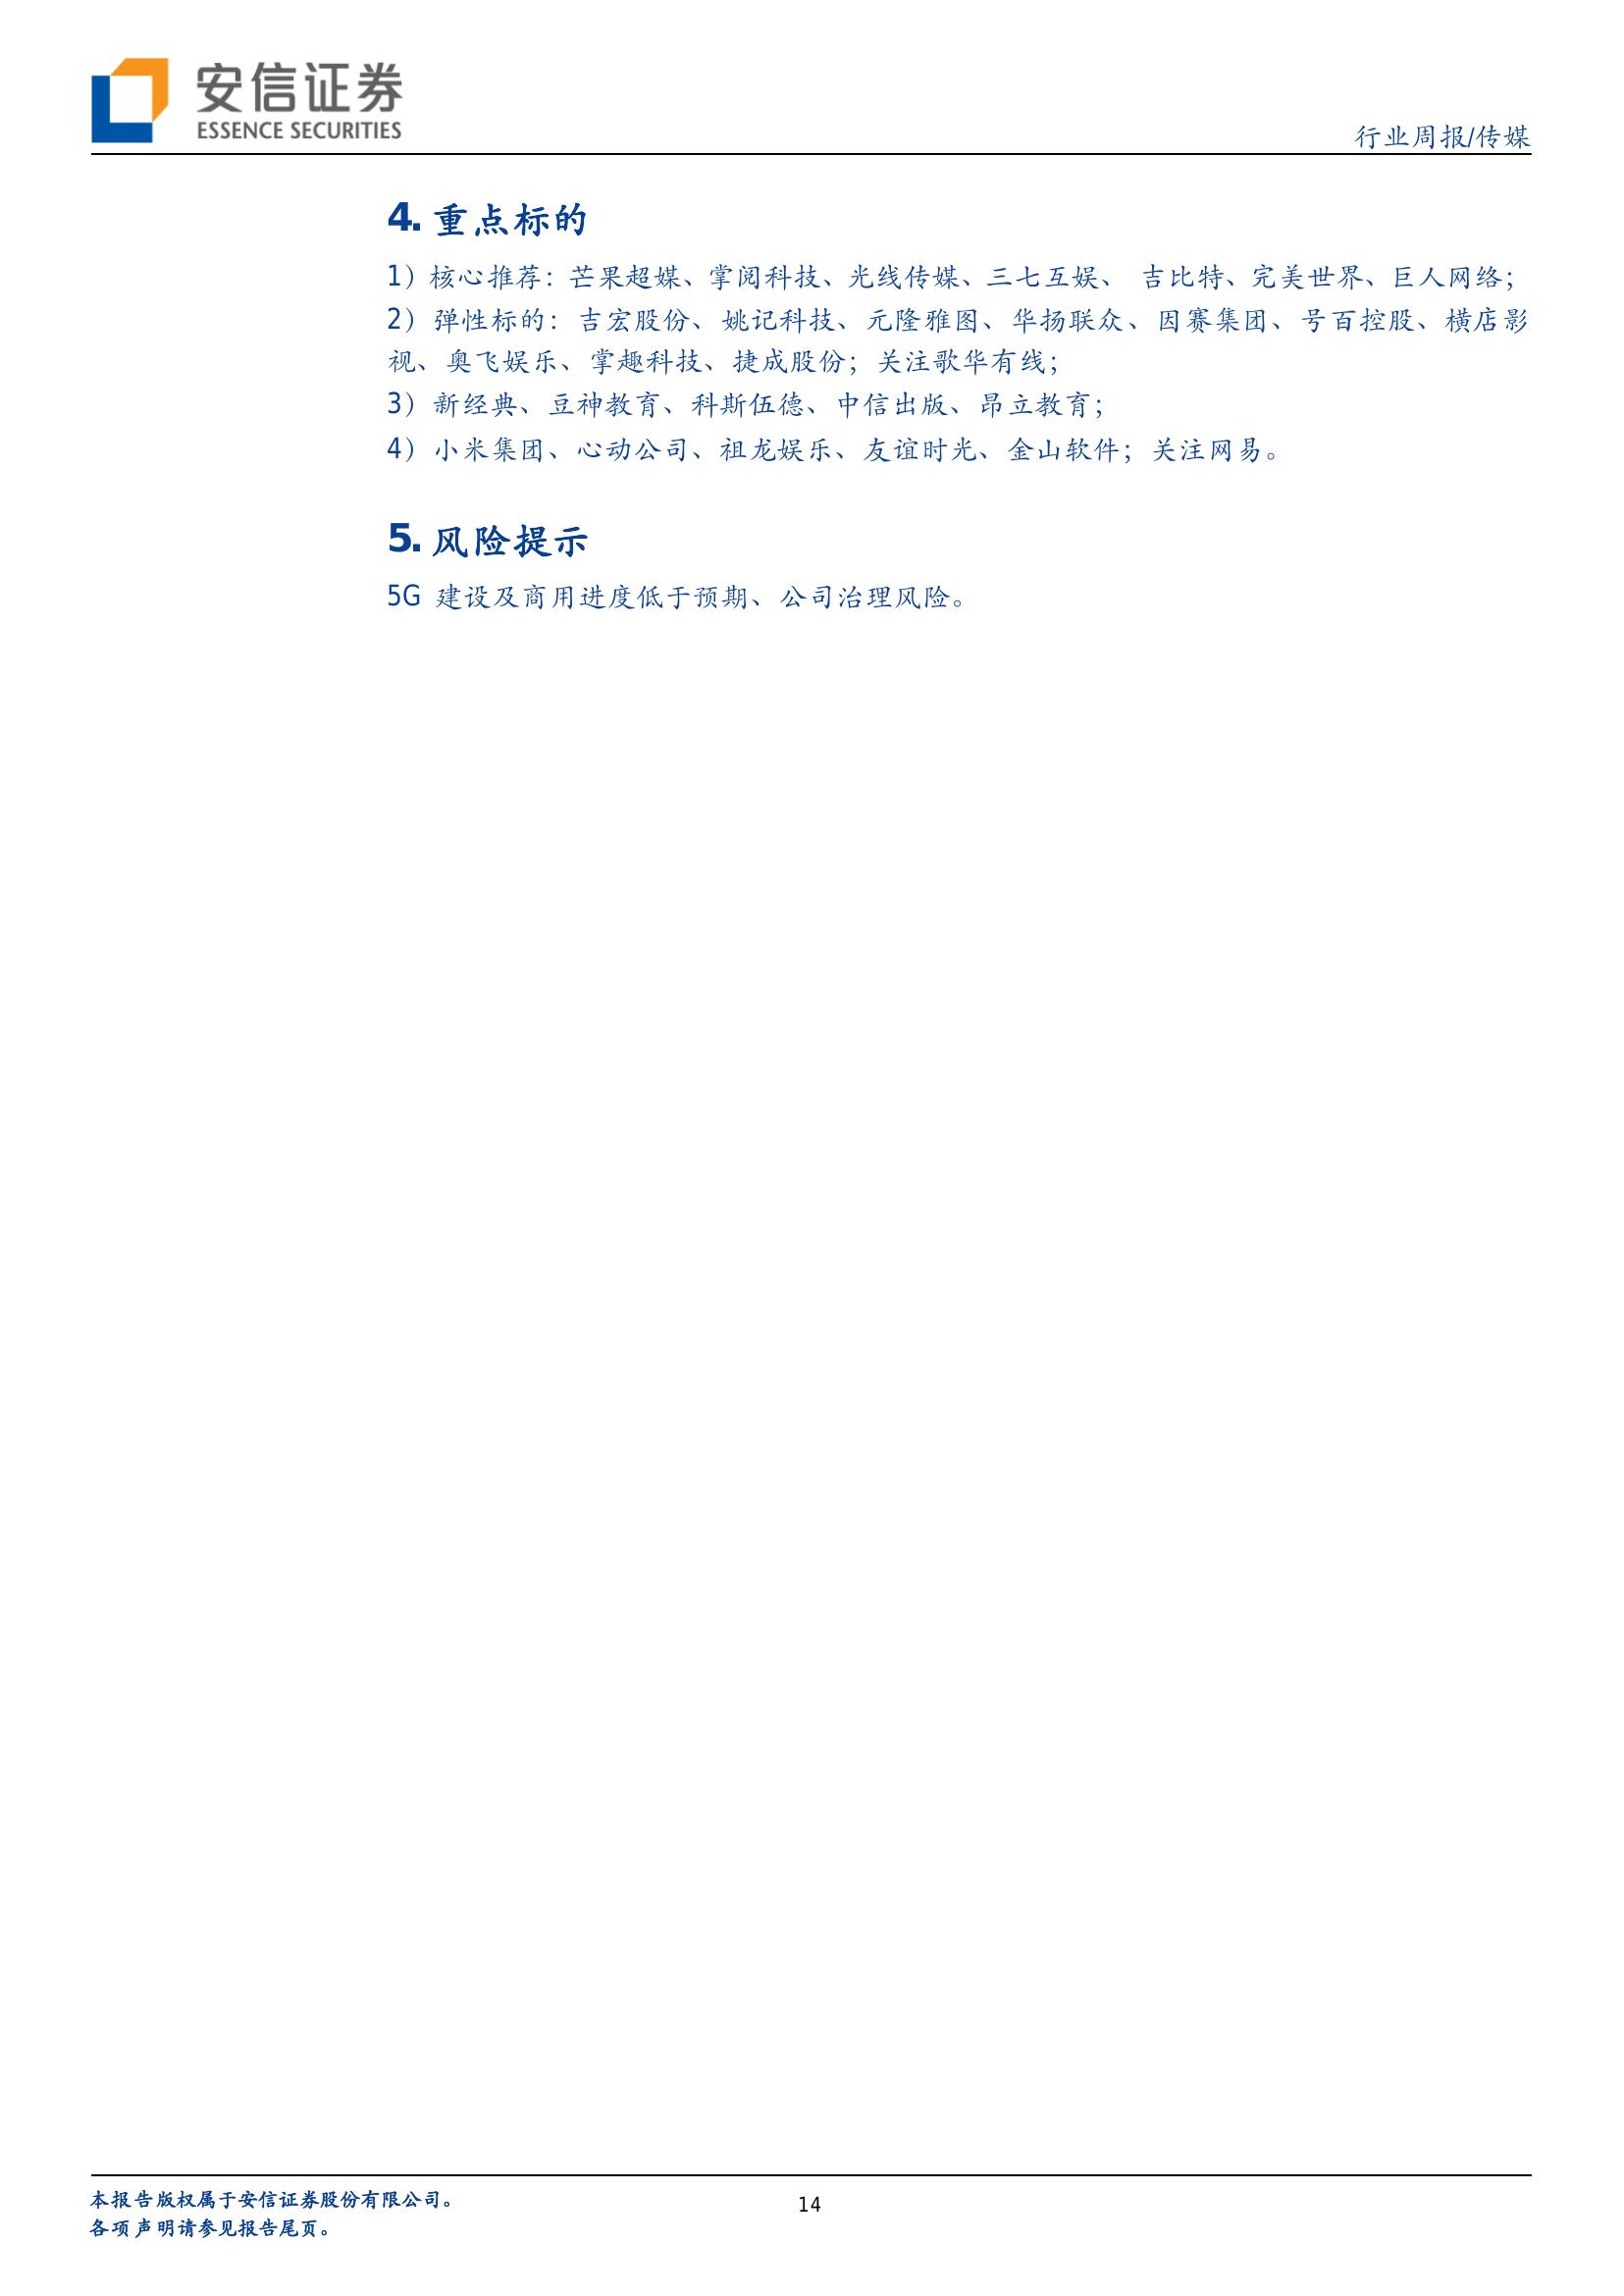 安信证券
ESSENCE SECURITIES
行业周报/传媒
4. 重点标的
1）核心推荐：芒果超媒、掌阅科技、光线传媒、三七互娱、 吉比特、完美世界、巨人网络；
2）弹性标的：吉宏股份、姚记科技、元隆雅图、华扬联众、因赛集团、号百控股、横店影
视、奥飞娱乐、掌趣科技、捷成股份；关注歌华有线；
3）新经典、豆神教育、科斯伍德、中信出版、昂立教育；
4）小米集团、心动公司、祖龙娱乐、友谊时光、金山软件；关注网易。
5. 风险提示
5G 建设及商用进度低于预期、公司治理风险。
本报告版权属于安信证券股份有限公司。
14
各项声明请参见报告尾页。